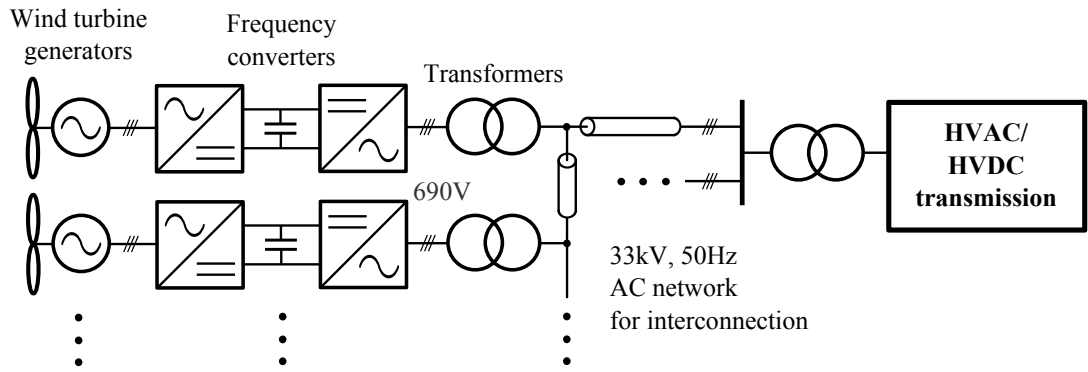 Wind turbine
generators
Frequency
converters
Transformers
690V
33kV, 50Hz
AC network
for interconnection
HVAC/
HVDC
transmission